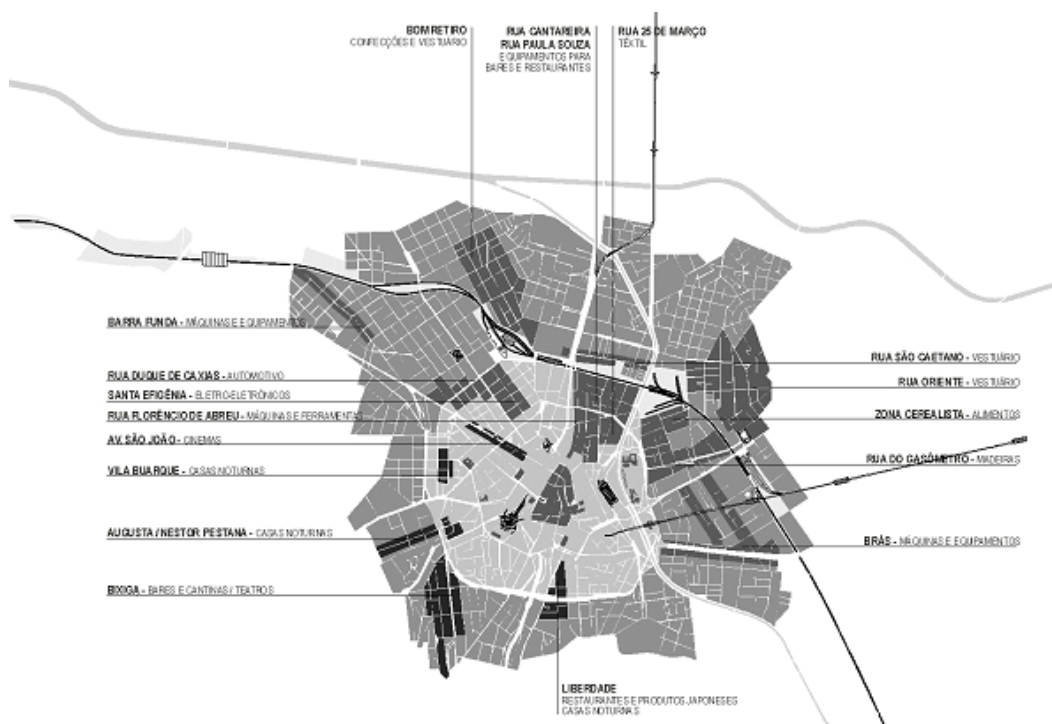 BOM RETIRO
CONFECÇÕES E VESTUÁRIO
RUA CANTAREIRA
RUA PAULA SOUZA
EQUIPAMENTOS PARA
BARES E RESTAURANTES
RUA 25 DE MARÇO
TÊXTIL
BARRA FUNDA - MÁQUINAS E EQUIPAMENTOS
RUA DUQUE DE CAXIAS - AUTOMOTIVO
SANTA EFIGÊNIA - ELETRO-ELETRÔNICOS
RUA FLORÊNCIO DE ABREU - MÁQUINAS E FERRAMENTAS
AV. SÃO JOÃO - CINEMAS
VILA BUARQUE - CASAS NOTURNAS
AUGUSTA / NESTOR PESTANA - CASAS NOTURNAS
BIXIGA - BARES E CANTINAS / TEATROS
RUA SÃO CAETANO - VESTUÁRIO
RUA ORIENTE - VESTUÁRIO
ZONA CEREALISTA - ALIMENTOS
RUA DO GASÔMETRO - MADEIRAS
BRÁS - MÁQUINAS E EQUIPAMENTOS
LIBERDADE
RESTAURANTES E PRODUTOS JAPONESES
CASAS NOTURNAS